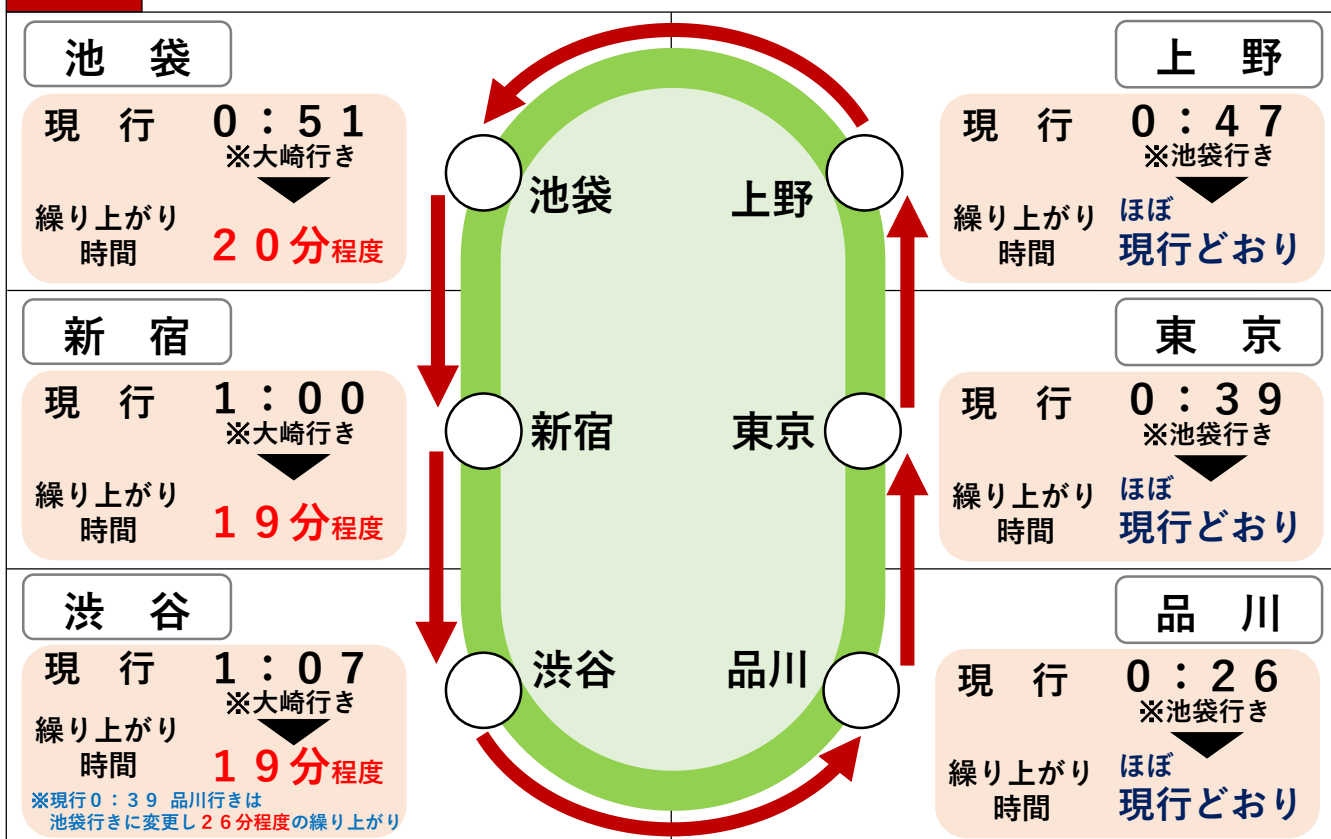 池　袋
現　行　０：５１
※大崎行き
繰り上がり
時間
２０分程度
新　宿
現　行　１：００
※大崎行き
繰り上がり
時間
１９分程度
渋　谷
現　行　１：０７
※大崎行き
繰り上がり
時間
１９分程度
※現行０：３９ 品川行きは
池袋行きに変更し２６分程度の繰り上がり
池袋
上野
新宿
東京
渋谷
品川
上　野
現　行　０：４７
※池袋行き
繰り上がり
時間
ほぼ
現行どおり
東　京
現　行　０：３９
※池袋行き
繰り上がり
時間
ほぼ
現行どおり
品　川
現　行　０：２６
※池袋行き
繰り上がり
時間
ほぼ
現行どおり